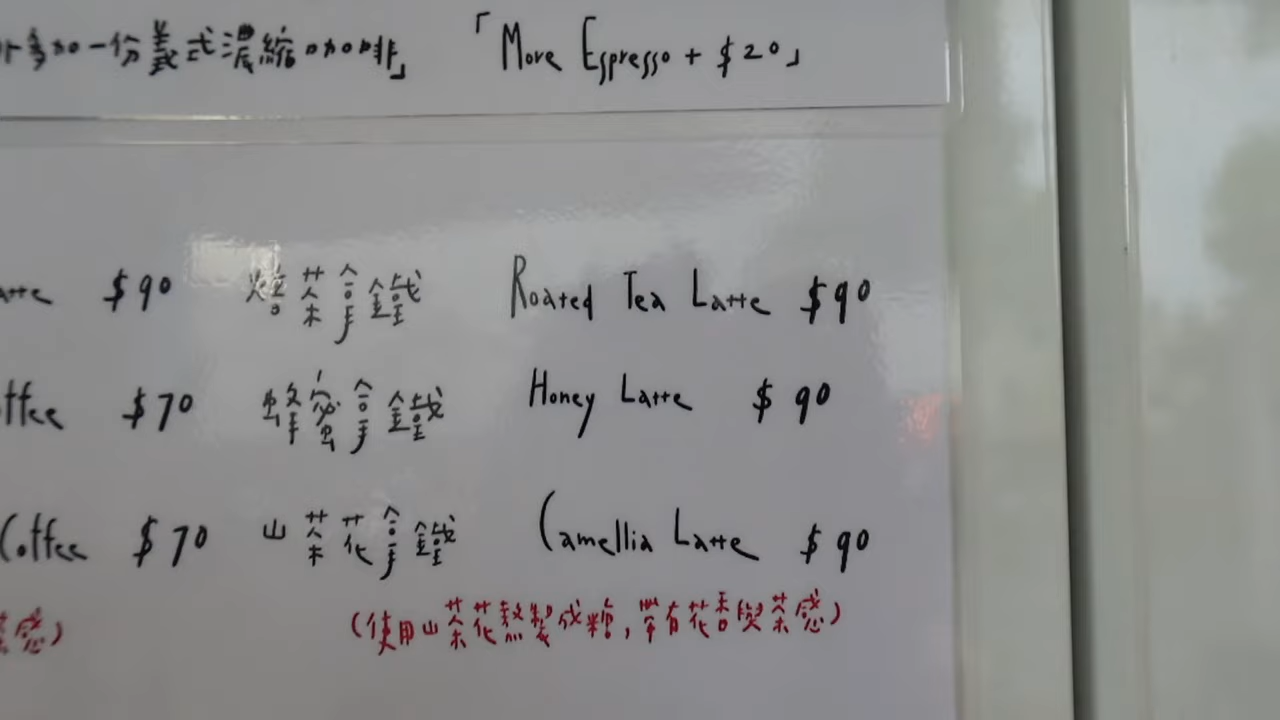 多加一份義式濃縮咖啡」 「More Espresso + $20」
$90 焙茶拿鐵 Roated Tea Latte $90
$70 蜂蜜拿鐵 Honey Latte $90
Coffee $70 山茶花拿鐵 Camellia Latte $90
感) (使用山茶花熬製成糖,帶有花香與茶感)